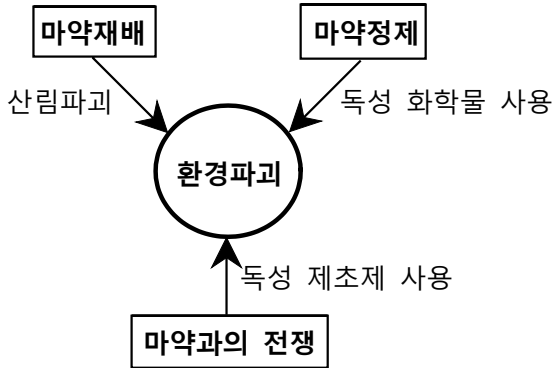 마약재배
마약정제
산림파괴
독성 화학물 사용
환경파괴
독성 제초제 사용
마약과의 전쟁